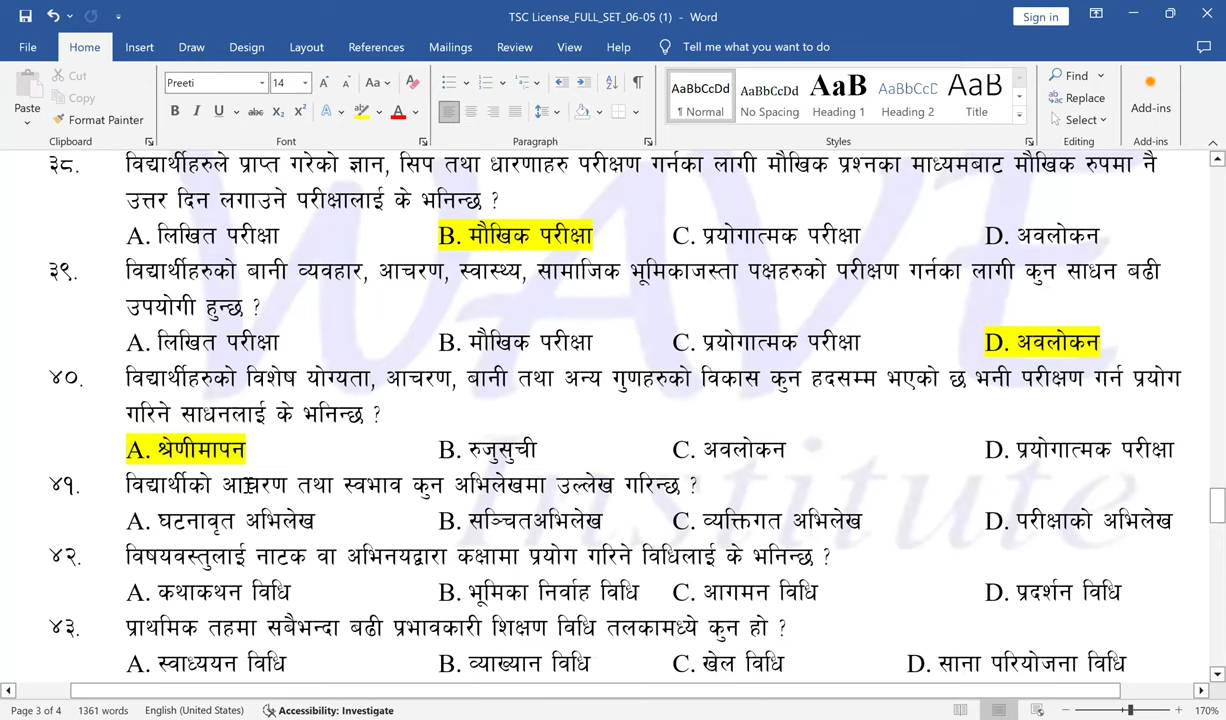 TSC License_FULL_SET_06-05 (1) - Word
Sign in
File Home Insert Draw Design Layout References Mailings Review View Help Tell me what you want to do
Paste
Cut
Copy
Format Painter
Clipboard
Preeti 14
Font
Paragraph
AaBbCcDd AaBbCcDd AaB AaBbCcD AaB
¶ Normal No Spacing Heading 1 Heading 2 Title
Styles
Find
Replace
Select
Editing
Add-ins
Add-ins
३८. विद्यार्थीहरुले प्राप्त गरेको ज्ञान, सिप तथा धारणाहरु परीक्षण गर्नका लागी मौखिक प्रश्नका माध्यमबाट मौखिक रुपमा नै
उत्तर दिन लगाउने परीक्षालाई के भनिन्छ ?
A. लिखित परीक्षा B. मौखिक परीक्षा C. प्रयोगात्मक परीक्षा D. अवलोकन
३९. विद्यार्थीहरुको बानी व्यवहार, आचरण, स्वास्थ्य, सामाजिक भूमिकाजस्ता पक्षहरुको परीक्षण गर्नका लागी कुन साधन बढी
उपयोगी हुन्छ ?
A. लिखित परीक्षा B. मौखिक परीक्षा C. प्रयोगात्मक परीक्षा D. अवलोकन
४०. विद्यार्थीहरुको विशेष योग्यता, आचरण, बानी तथा अन्य गुणहरुको विकास कुन हदसम्म भएको छ भनी परीक्षण गर्न प्रयोग
गरिने साधनलाई के भनिन्छ ?
A. श्रेणीमापन B. रुजुसुची C. अवलोकन D. प्रयोगात्मक परीक्षा
४१. विद्यार्थीको आचरण तथा स्वभाव कुन अभिलेखमा उल्लेख गरिन्छ ?
A. घटनावृत अभिलेख B. सञ्चितअभिलेख C. व्यक्तिगत अभिलेख D. परीक्षाको अभिलेख
४२. विषयवस्तुलाई नाटक वा अभिनयद्वारा कक्षामा प्रयोग गरिने विधिलाई के भनिन्छ ?
A. कथाकथन विधि B. भूमिका निर्वाह विधि C. आगमन विधि D. प्रदर्शन विधि
४३. प्राथमिक तहमा सबैभन्दा बढी प्रभावकारी शिक्षण विधि तलकामध्ये कुन हो ?
A. स्वाध्ययन विधि B. व्याख्यान विधि C. खेल विधि D. साना परियोजना विधि
WAVE
Institute
Page 3 of 4 1361 words English (United States) Accessibility: Investigate 170%